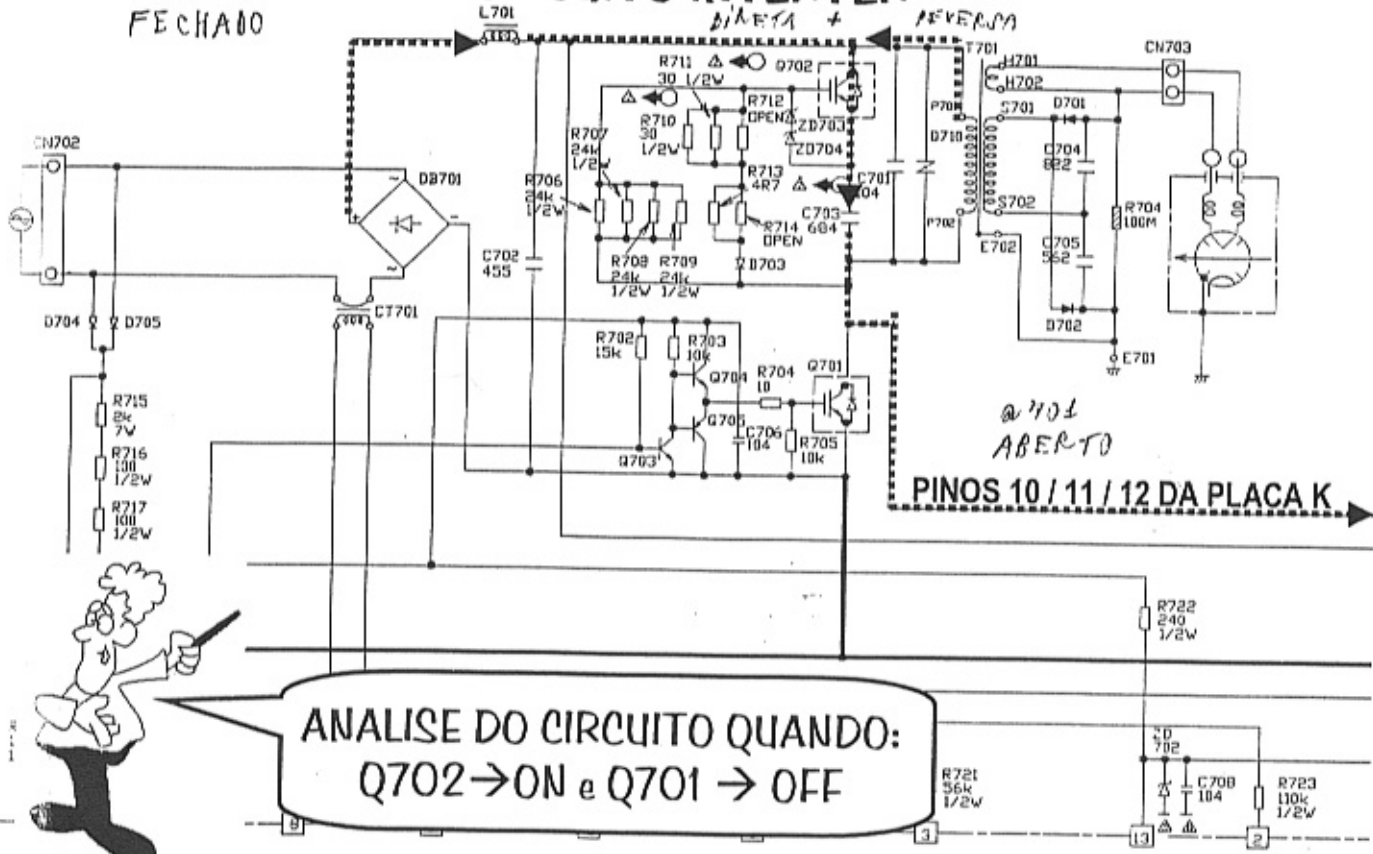 FECHADO
DIRETA + REVERSA
L701
R711
30 1/2W
Q702
T701
CN703
H701
H702
R712
OPEN
R710
30
1/2W
ZD703
ZD704
P701
D710
S701
D701
C704
822
CN702
R707
24k
1/2W
DB701
R706
24k
1/2W
R713
4R7
C701
104
C703
684
R714
OPEN
P702
S702
E702
R704
100M
C705
562
C702
455
R708
24k
1/2W
R709
24k
1/2W
D703
D704
D705
CT701
D702
E701
R702
15k
R703
10k
Q704
R704
10
Q701
Q705
C706
104
R705
10k
Q703
Q701
ABERTO
R715
2k
7W
R716
100
1/2W
R717
100
1/2W
PINOS 10 / 11 / 12 DA PLACA K
R722
240
1/2W
ANALISE DO CIRCUITO QUANDO:
Q702→ON e Q701 → OFF
R721
56k
1/2W
ZD
702
C708
104
R723
110k
1/2W
3
13
2